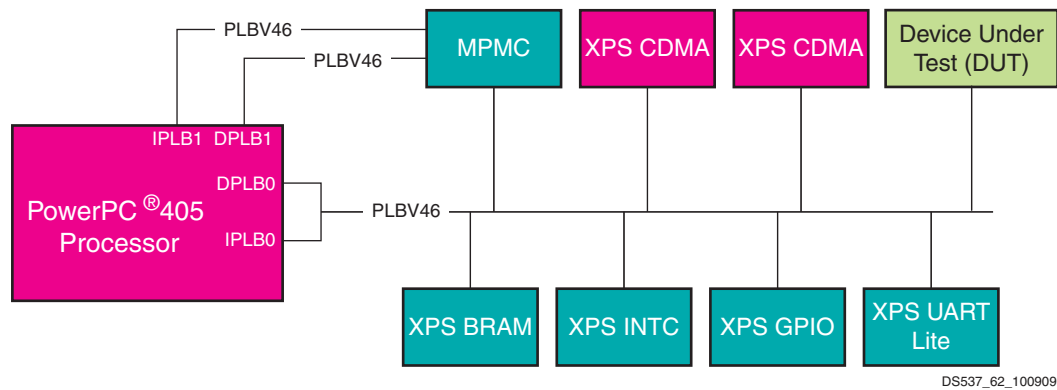 PLBV46
PLBV46
MPMC
XPS CDMA
XPS CDMA
Device Under
Test (DUT)
IPLB1 DPLB1
DPLB0
PowerPC ®405
Processor
IPLB0
PLBV46
XPS BRAM
XPS INTC
XPS GPIO
XPS UART
Lite
DS537_62_100909